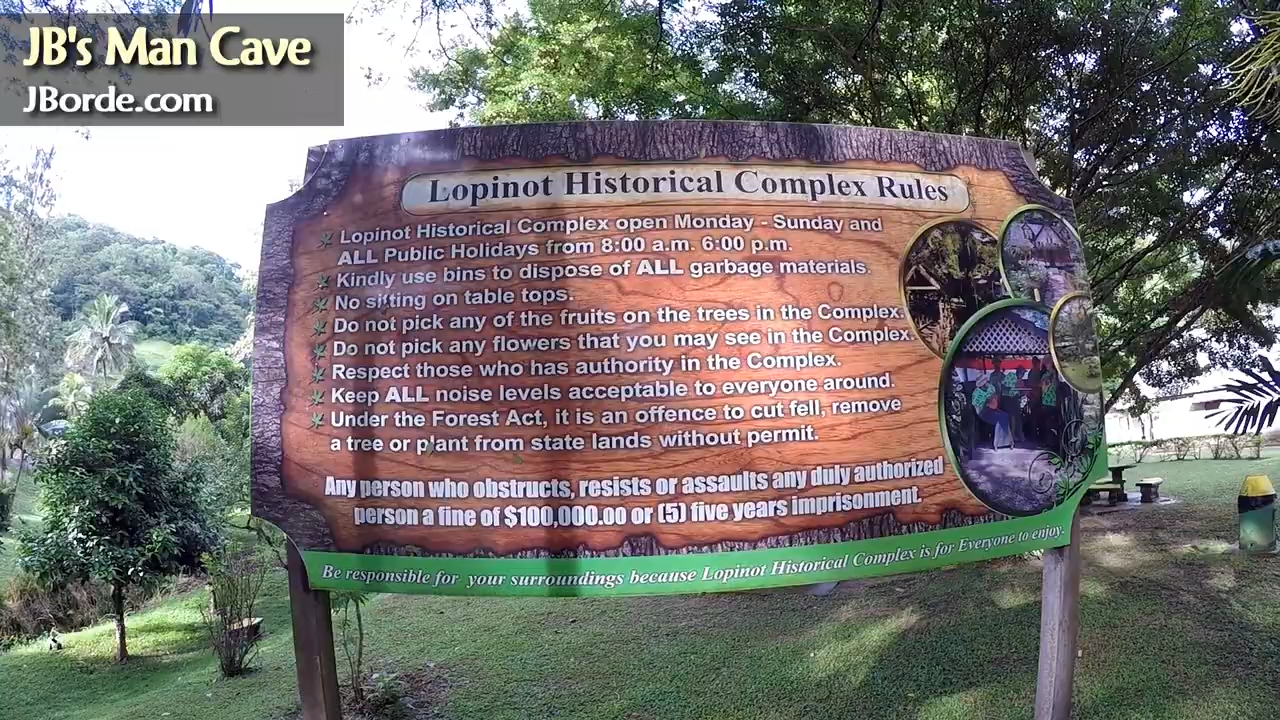 JB's Man Cave
JBorde.com
Lopinot Historical Complex Rules
Lopinot Historical Complex open Monday - Sunday and
ALL Public Holidays from 8:00 a.m. 6:00 p.m.
Kindly use bins to dispose of ALL garbage materials.
No sitting on table tops.
Do not pick any of the fruits on the trees in the Complex.
Do not pick any flowers that you may see in the Complex.
Respect those who has authority in the Complex.
Keep ALL noise levels acceptable to everyone around.
Under the Forest Act, it is an offence to cut fell, remove
a tree or plant from state lands without permit.
Any person who obstructs, resists or assaults any duly authorized
person a fine of $100,000.00 or (5) five years imprisonment.
Be responsible for your surroundings because Lopinot Historical Complex is for Everyone to enjoy.